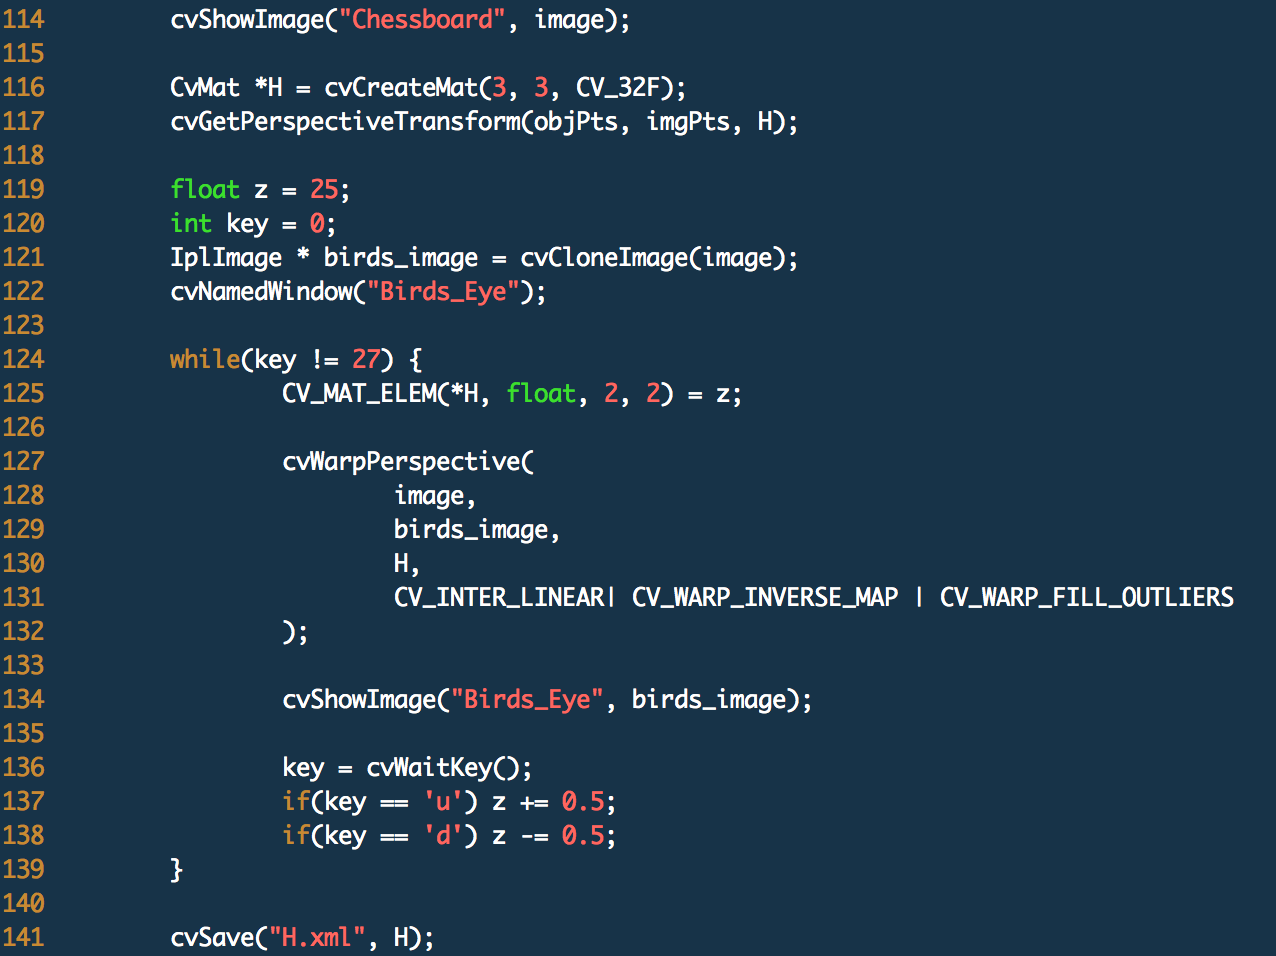 114 cvShowImage("Chessboard", image);
115
116 CvMat *H = cvCreateMat(3, 3, CV_32F);
117 cvGetPerspectiveTransform(objPts, imgPts, H);
118
119 float z = 25;
120 int key = 0;
121 IplImage * birds_image = cvCloneImage(image);
122 cvNamedWindow("Birds_Eye");
123
124 while(key != 27) {
125 CV_MAT_ELEM(*H, float, 2, 2) = z;
126
127 cvWarpPerspective(
128 image,
129 birds_image,
130 H,
131 CV_INTER_LINEAR| CV_WARP_INVERSE_MAP | CV_WARP_FILL_OUTLIERS
132 );
133
134 cvShowImage("Birds_Eye", birds_image);
135
136 key = cvWaitKey();
137 if(key == 'u') z += 0.5;
138 if(key == 'd') z -= 0.5;
139 }
140
141 cvSave("H.xml", H);